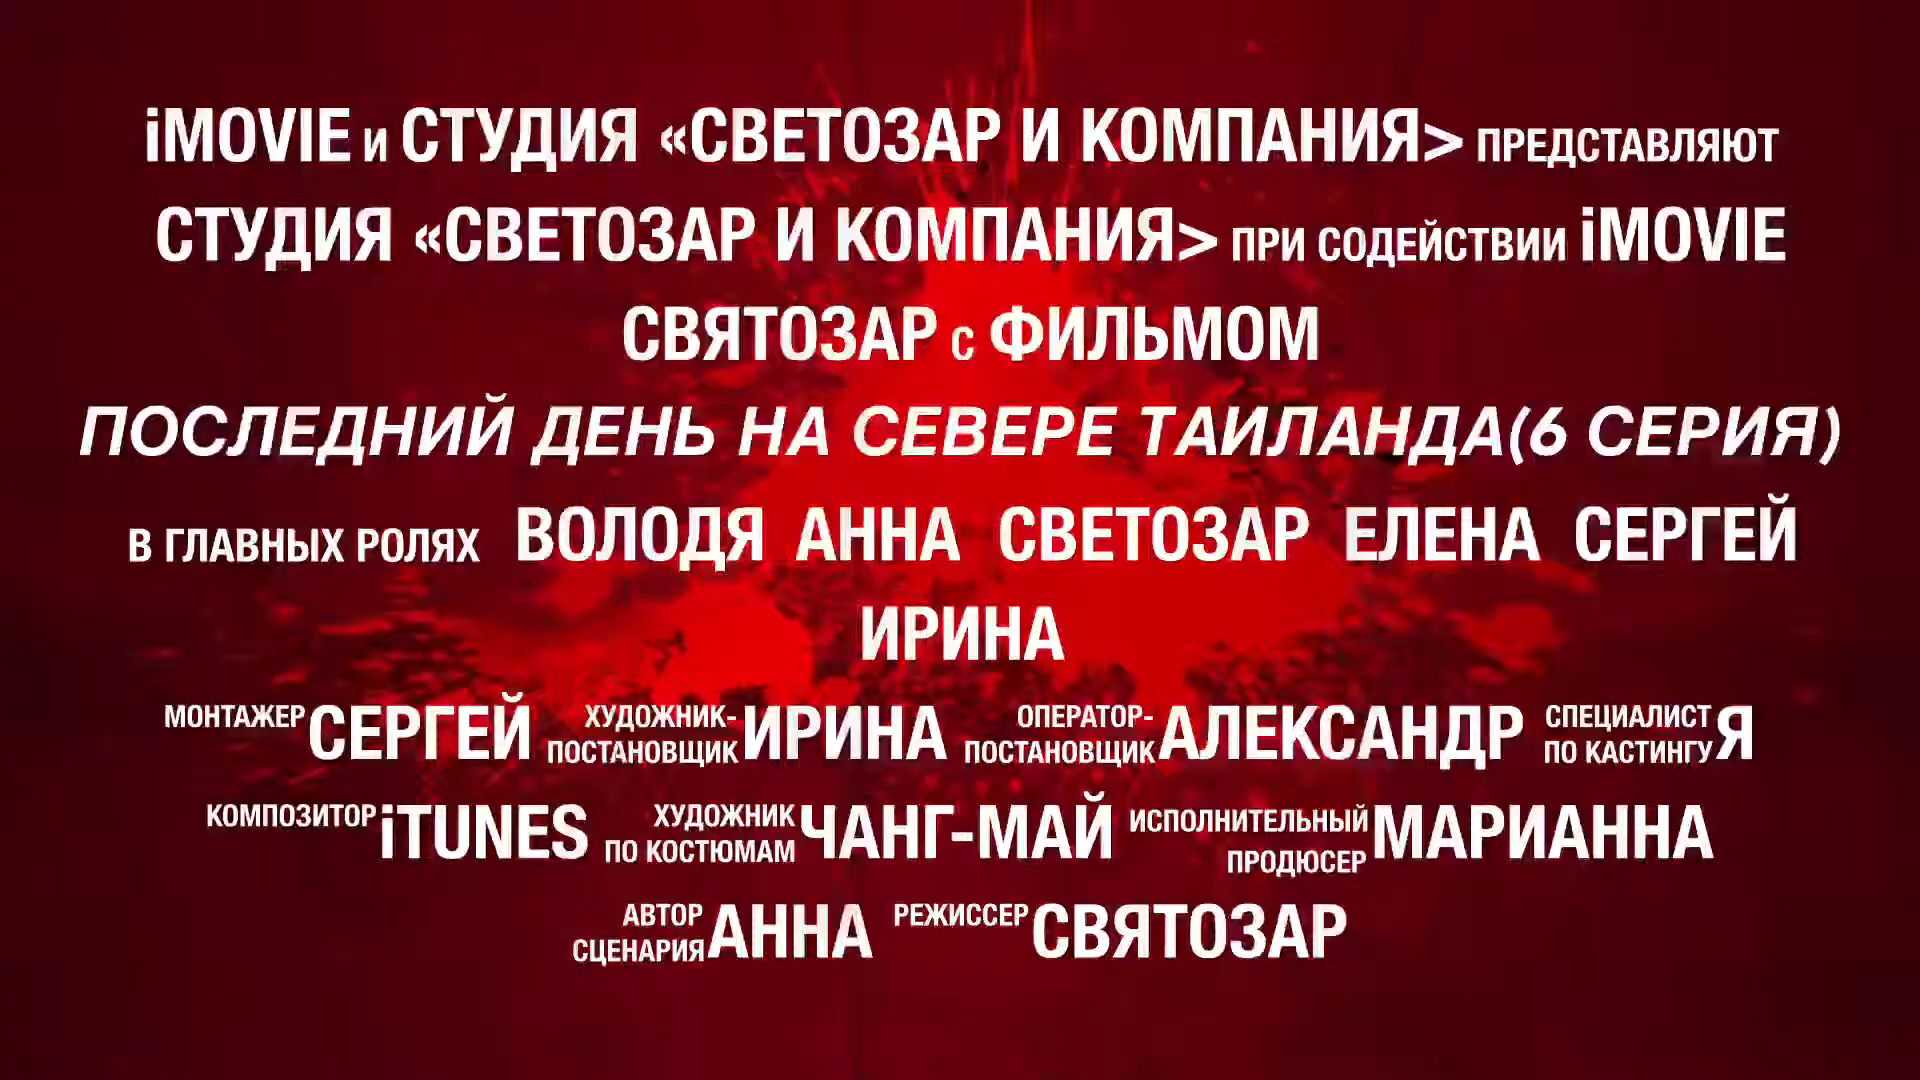 iMOVIE и СТУДИЯ «СВЕТОЗАР И КОМПАНИЯ> ПРЕДСТАВЛЯЮТ
СТУДИЯ «СВЕТОЗАР И КОМПАНИЯ> ПРИ СОДЕЙСТВИИ iMOVIE
СВЯТОЗАР С ФИЛЬМОМ
ПОСЛЕДНИЙ ДЕНЬ НА СЕВЕРЕ ТАИЛАНДА(6 СЕРИЯ)
В ГЛАВНЫХ РОЛЯХ ВОЛОДЯ АННА СВЕТОЗАР ЕЛЕНА СЕРГЕЙ
ИРИНА
МОНТАЖЕР СЕРГЕЙ ХУДОЖНИК-ПОСТАНОВЩИК ИРИНА ОПЕРАТОР-ПОСТАНОВЩИК АЛЕКСАНДР СПЕЦИАЛИСТ ПО КАСТИНГУ Я
КОМПОЗИТОР iTUNES ХУДОЖНИК ПО КОСТЮМАМ ЧАНГ-МАЙ ИСПОЛНИТЕЛЬНЫЙ ПРОДЮСЕР МАРИАННА
АВТОР СЦЕНАРИЯ АННА РЕЖИССЕР СВЯТОЗАР